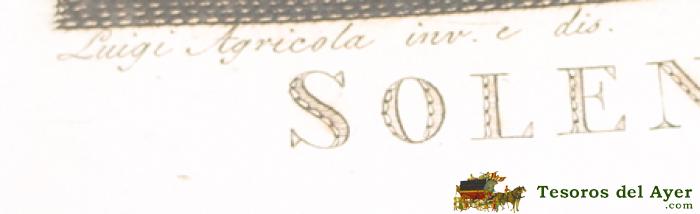 Luigi Agricola inv. e dis.
SOLEN
Tesoros del Ayer
.com